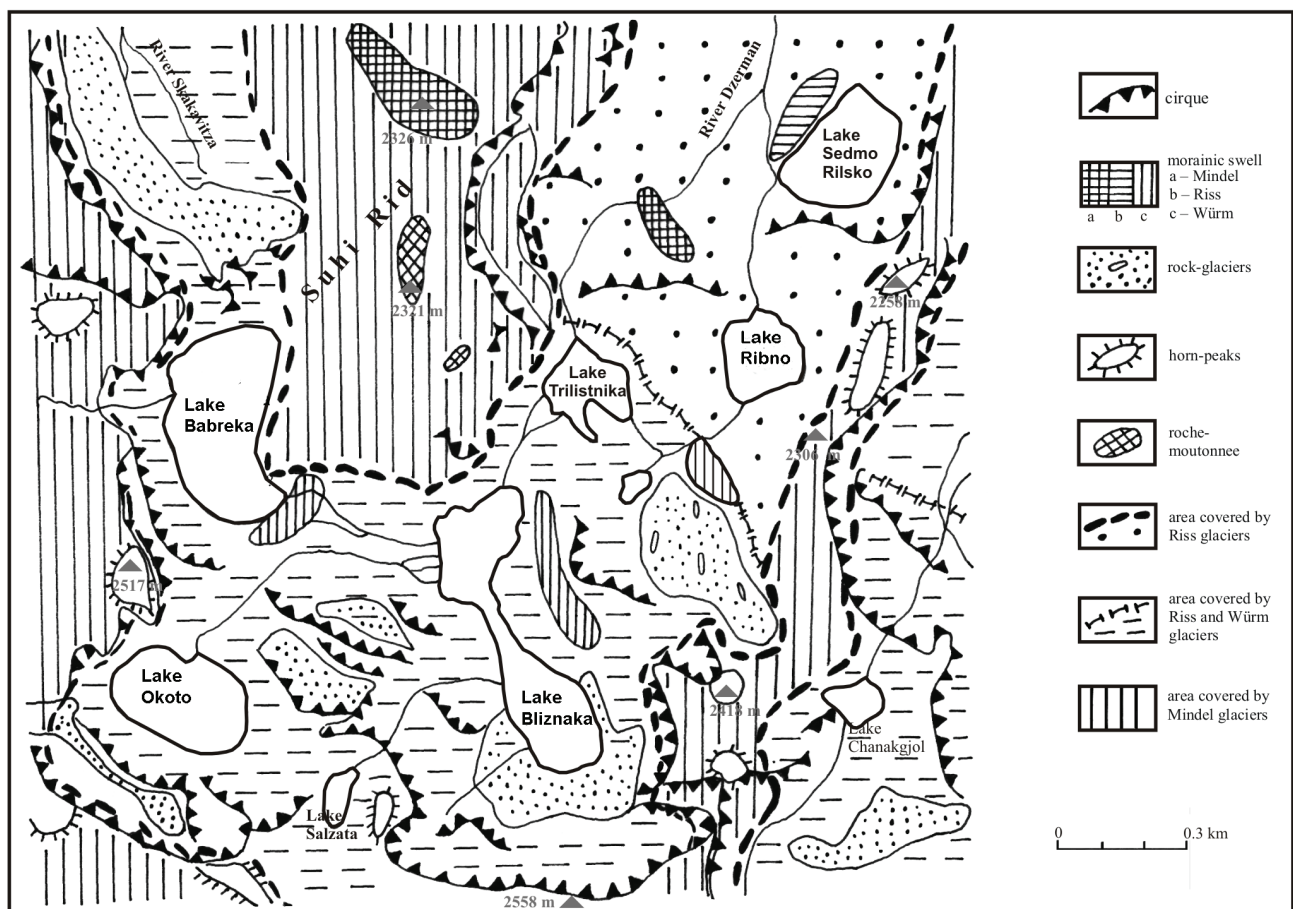 River Skakavitza
2326 m
Suhi Rid
2321 m
River Dzerman
Lake
Sedmo
Rilsko
2258 m
Lake
Ribno
Lake
Trilistnika
Lake
Babreka
2506 m
2517 m
Lake
Okoto
Lake
Bliznaka
2418 m
Lake
Chanakgjol
Lake
Salzata
2558 m
cirque
morainic swell
a – Mindel
b – Riss
c – Würm
a b c
rock-glaciers
horn-peaks
roche-
moutonnee
area covered by
Riss glaciers
area covered by
Riss and Würm
glaciers
area covered by
Mindel glaciers
0 0.3 km